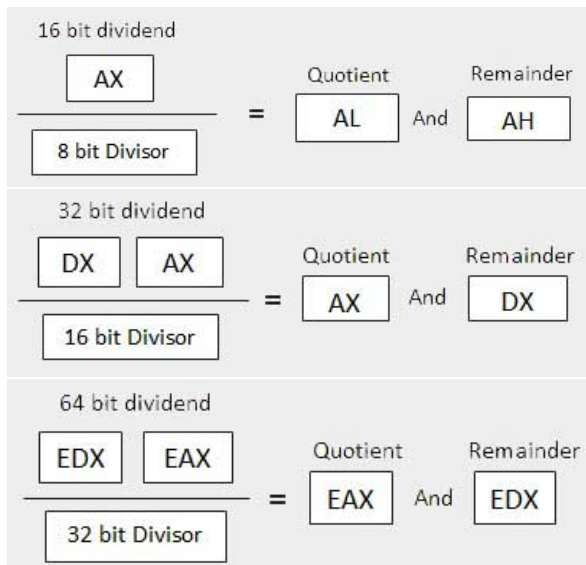 16 bit dividend
AX
8 bit Divisor
=
Quotient
AL
And
Remainder
AH
32 bit dividend
DX AX
16 bit Divisor
=
Quotient
AX
And
Remainder
DX
64 bit dividend
EDX EAX
32 bit Divisor
=
Quotient
EAX
And
Remainder
EDX